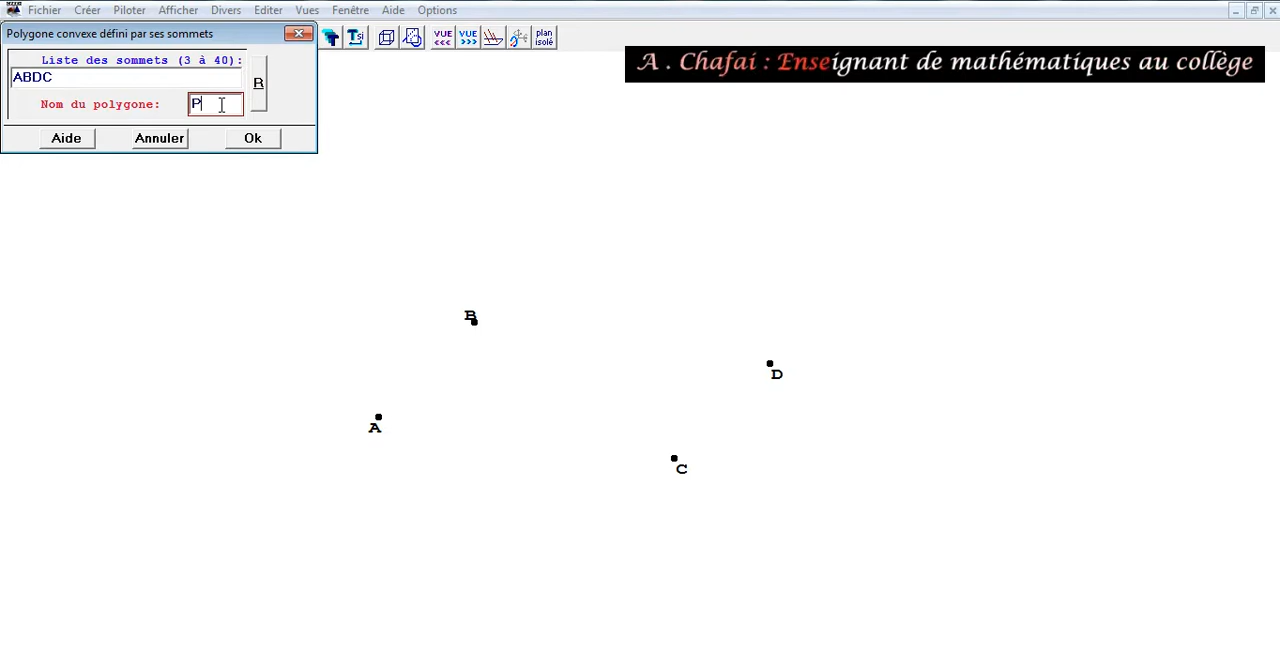 Fichier Créer Piloter Afficher Divers Editer Vues Fenêtre Aide Options
Polygone convexe défini par ses sommets
Liste des sommets (3 à 40):
ABDC
R
Nom du polygone:
P
Aide Annuler Ok
VUE <<< VUE >>> plan isolé
A . Chafai : Enseignant de mathématiques au collège
B
D
A
C